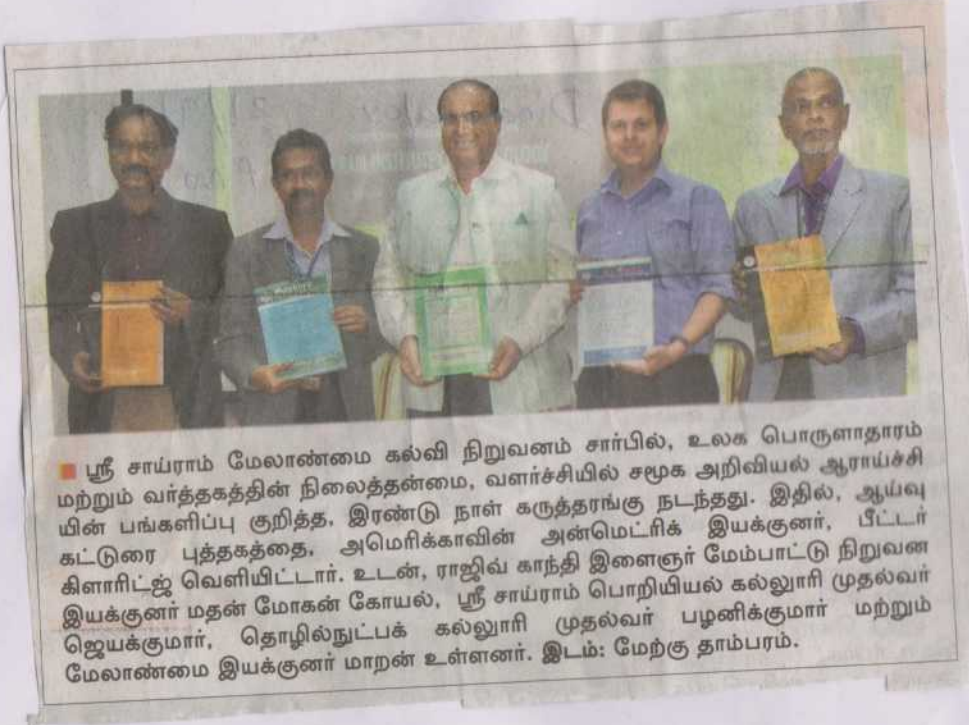 ஸ்ரீ சாய்ராம் மேலாண்மை கல்வி நிறுவனம் சார்பில், உலக பொருளாதாரம்
மற்றும் வர்த்தகத்தின் நிலைத்தன்மை, வளர்ச்சியில் சமூக அறிவியல் ஆராய்ச்சி
யின் பங்களிப்பு குறித்த, இரண்டு நாள் கருத்தரங்கு நடந்தது. இதில், ஆய்வு
கட்டுரை புத்தகத்தை, அமெரிக்காவின் அன்மெட்ரிக் இயக்குனர், பீட்டர்
கிளாரிட்ஜ் வெளியிட்டார். உடன், ராஜிவ் காந்தி இளைஞர் மேம்பாட்டு நிறுவன
இயக்குனர் மதன் மோகன் கோயல், ஸ்ரீ சாய்ராம் பொறியியல் கல்லூரி முதல்வர்
ஜெயக்குமார், தொழில்நுட்பக் கல்லூரி முதல்வர் பழனிக்குமார் மற்றும்
மேலாண்மை இயக்குனர் மாறன் உள்ளனர். இடம்: மேற்கு தாம்பரம்.